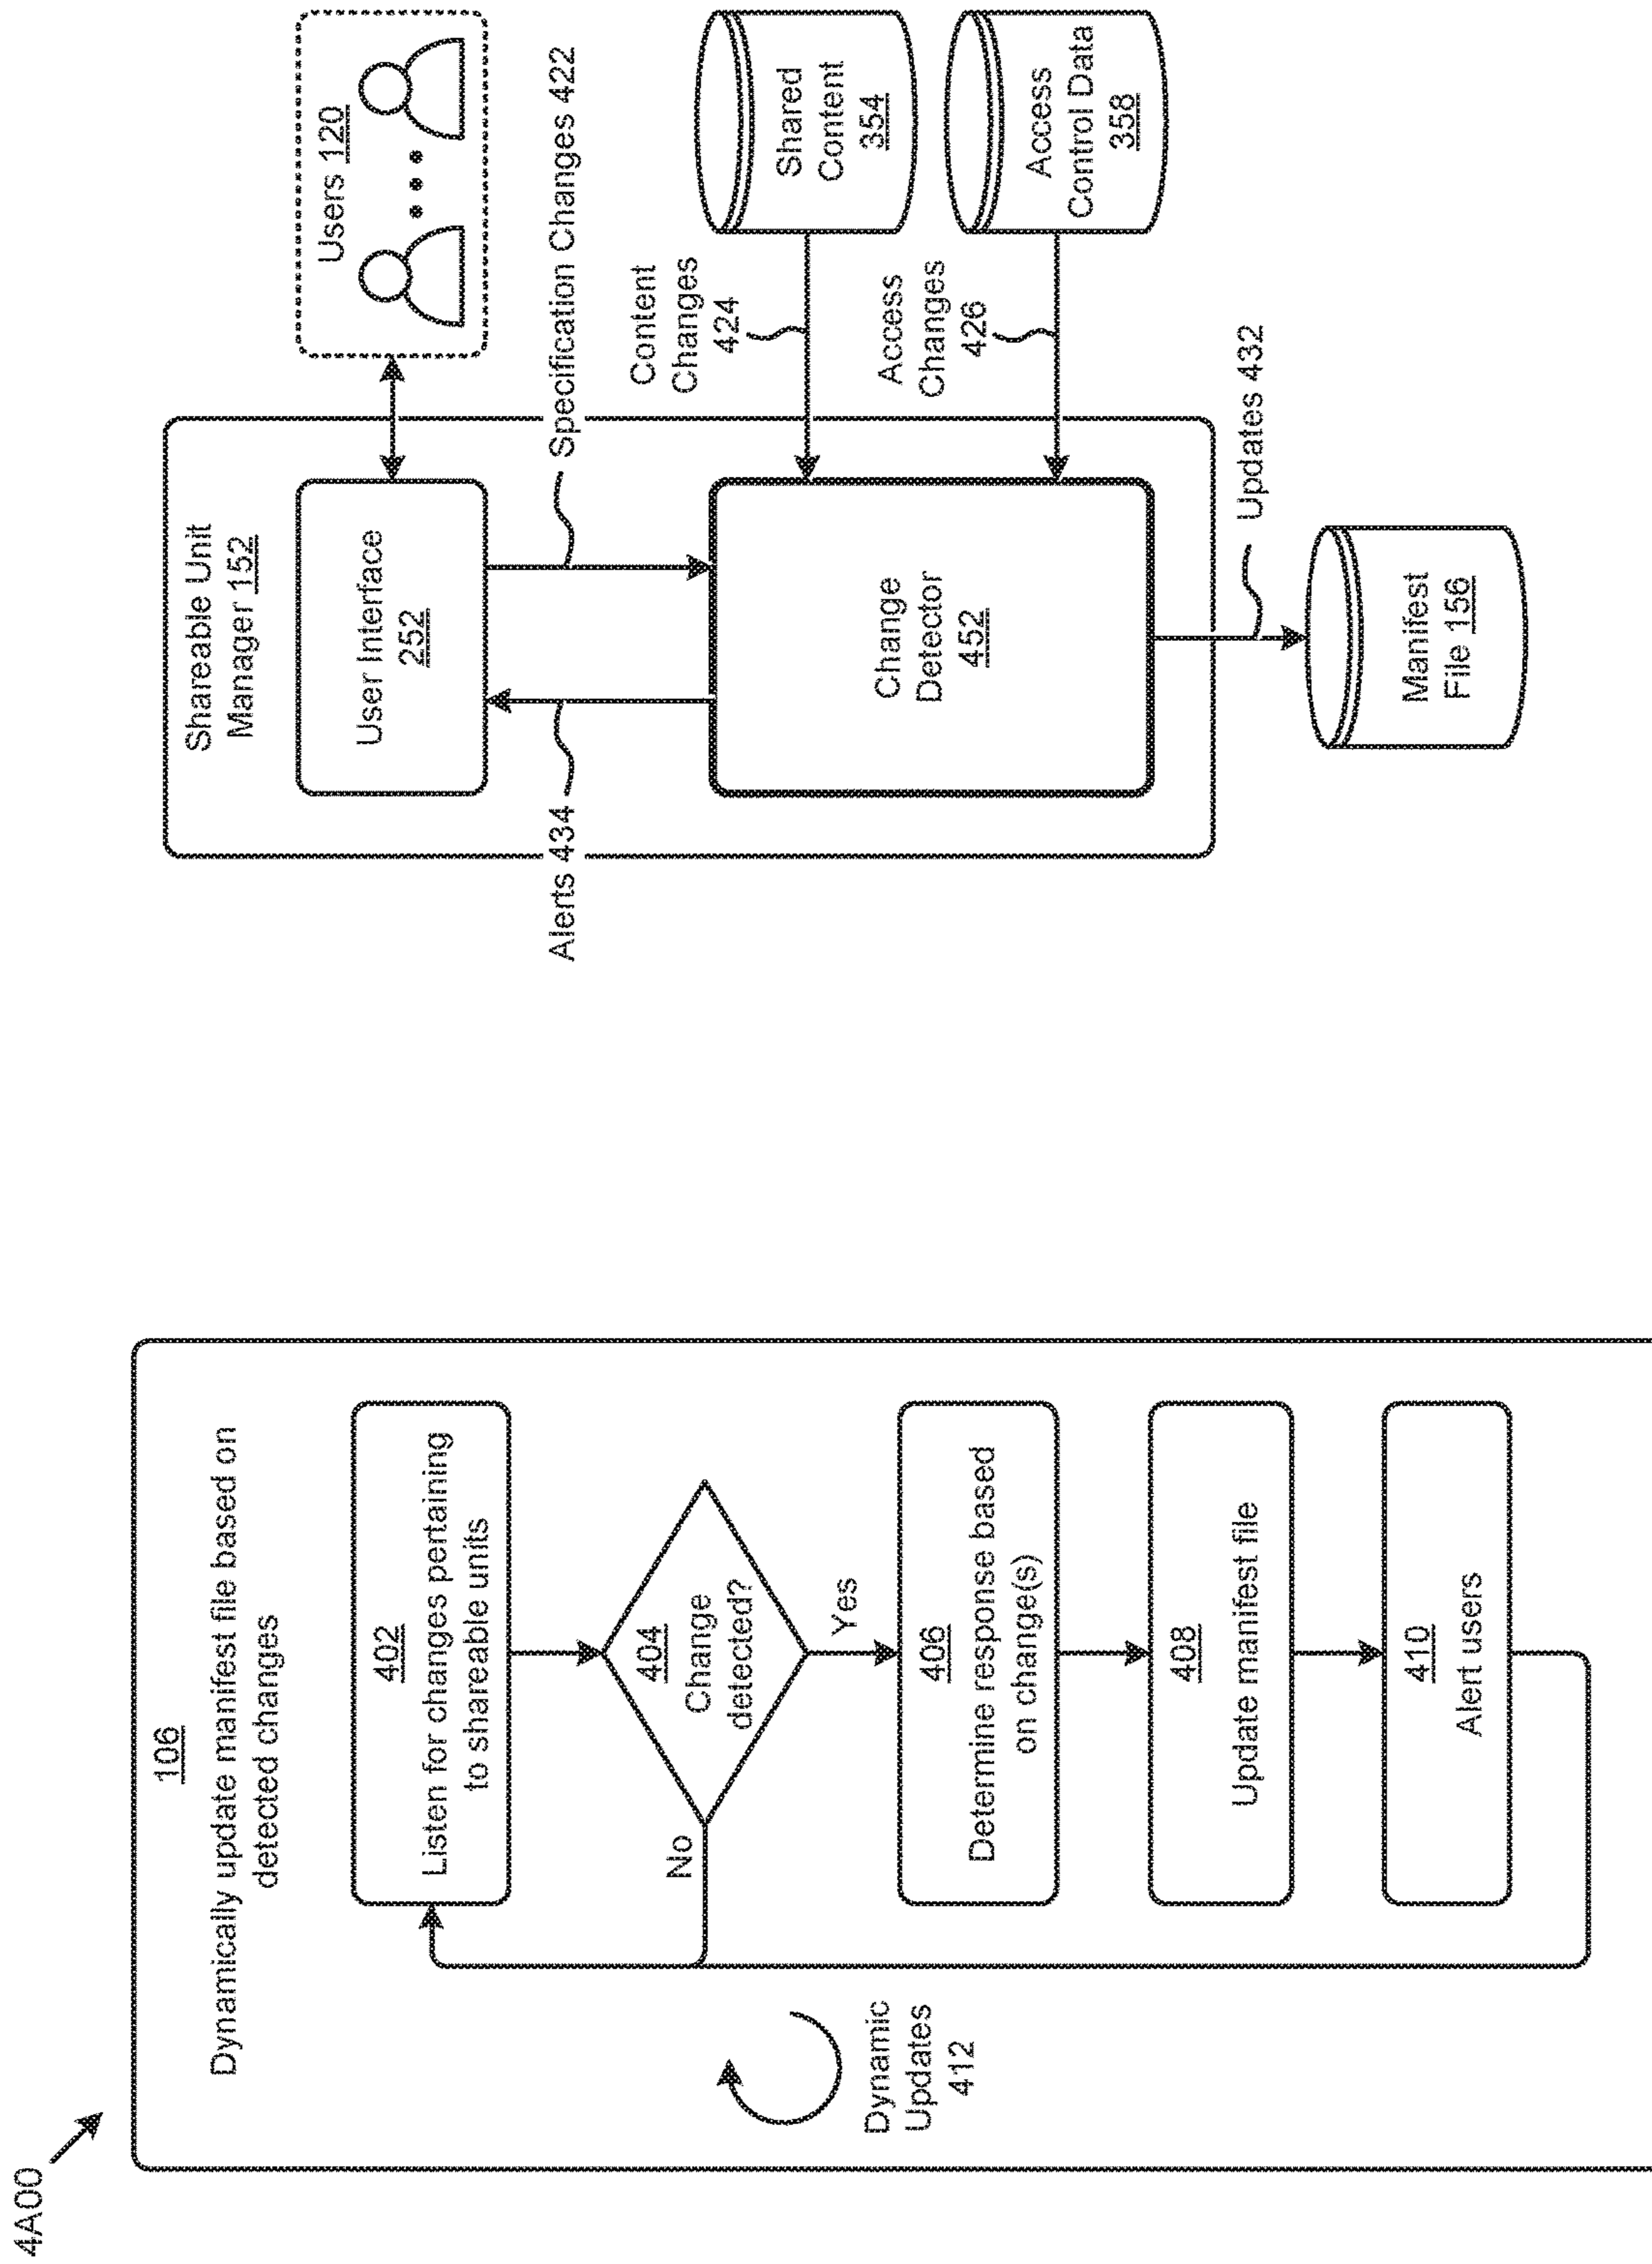 4A00
106
Dynamically update manifest file based on
detected changes
402
Listen for changes pertaining
to shareable units
404
Change
detected?
No
Yes
406
Determine response based
on change(s)
408
Update manifest file
410
Alert users
Dynamic
Updates
412
Shareable Unit
Manager 152
User Interface
252
Users 120
Alerts 434
Specification Changes 422
Content
Changes
424
Shared
Content
354
Access
Changes
426
Access
Control Data
358
Change
Detector
452
Updates 432
Manifest
File 156